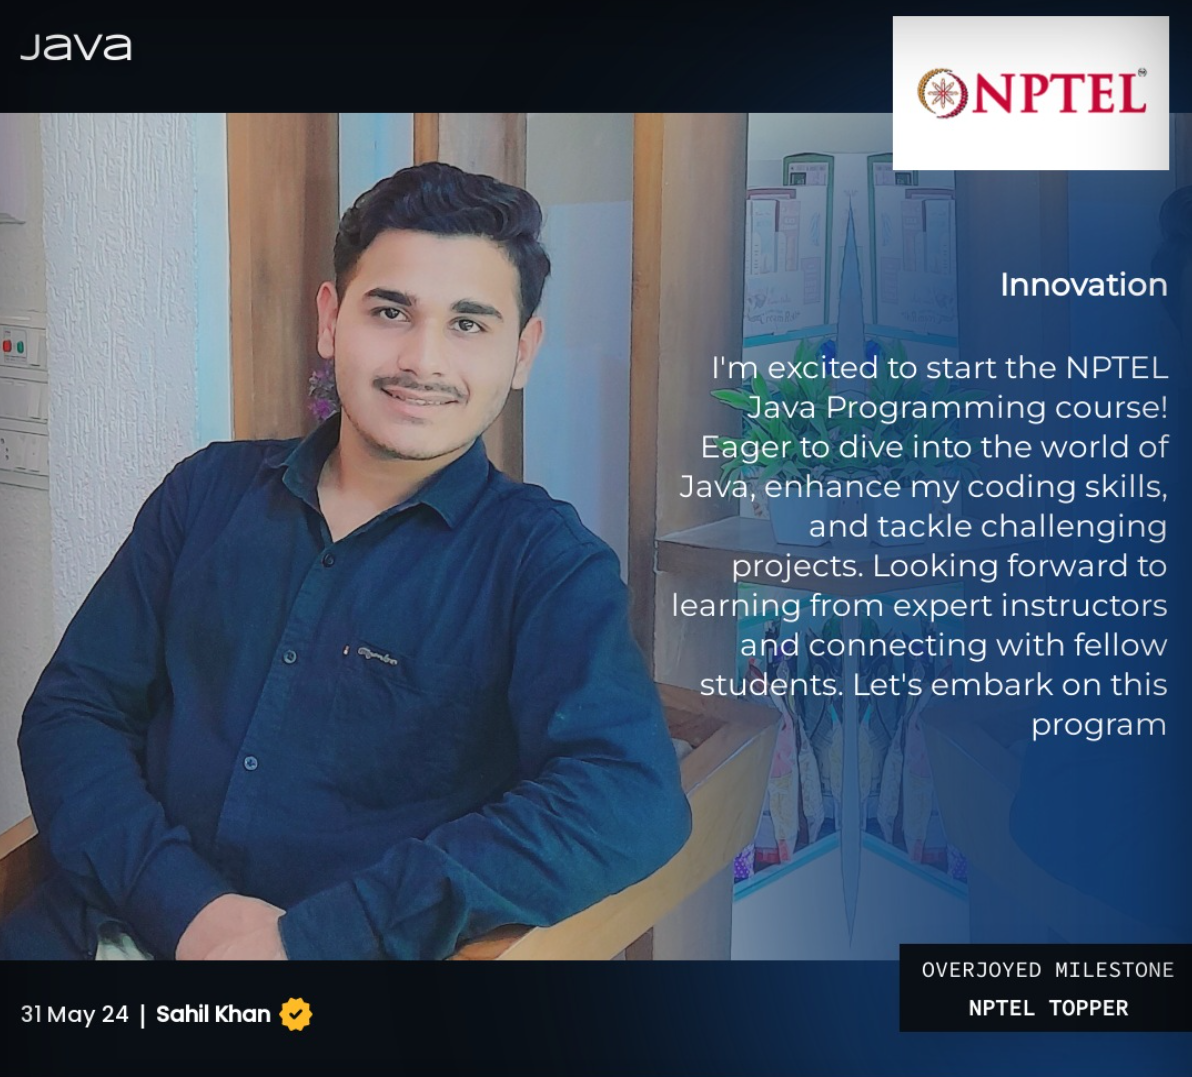 Java
NPTEL
Innovation
I'm excited to start the NPTEL
Java Programming course!
Eager to dive into the world of
Java, enhance my coding skills,
and tackle challenging
projects. Looking forward to
learning from expert instructors
and connecting with fellow
students. Let's embark on this
program
31 May 24 | Sahil Khan
OVERJOYED MILESTONE
NPTEL TOPPER